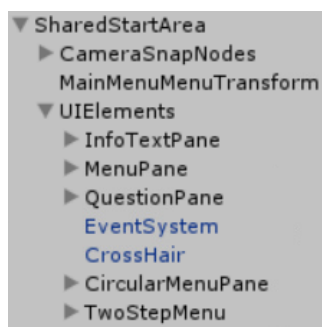 SharedStartArea
CameraSnapNodes
MainMenuMenuTransform
UIElements
InfoTextPane
MenuPane
QuestionPane
EventSystem
CrossHair
CircularMenuPane
TwoStepMenu